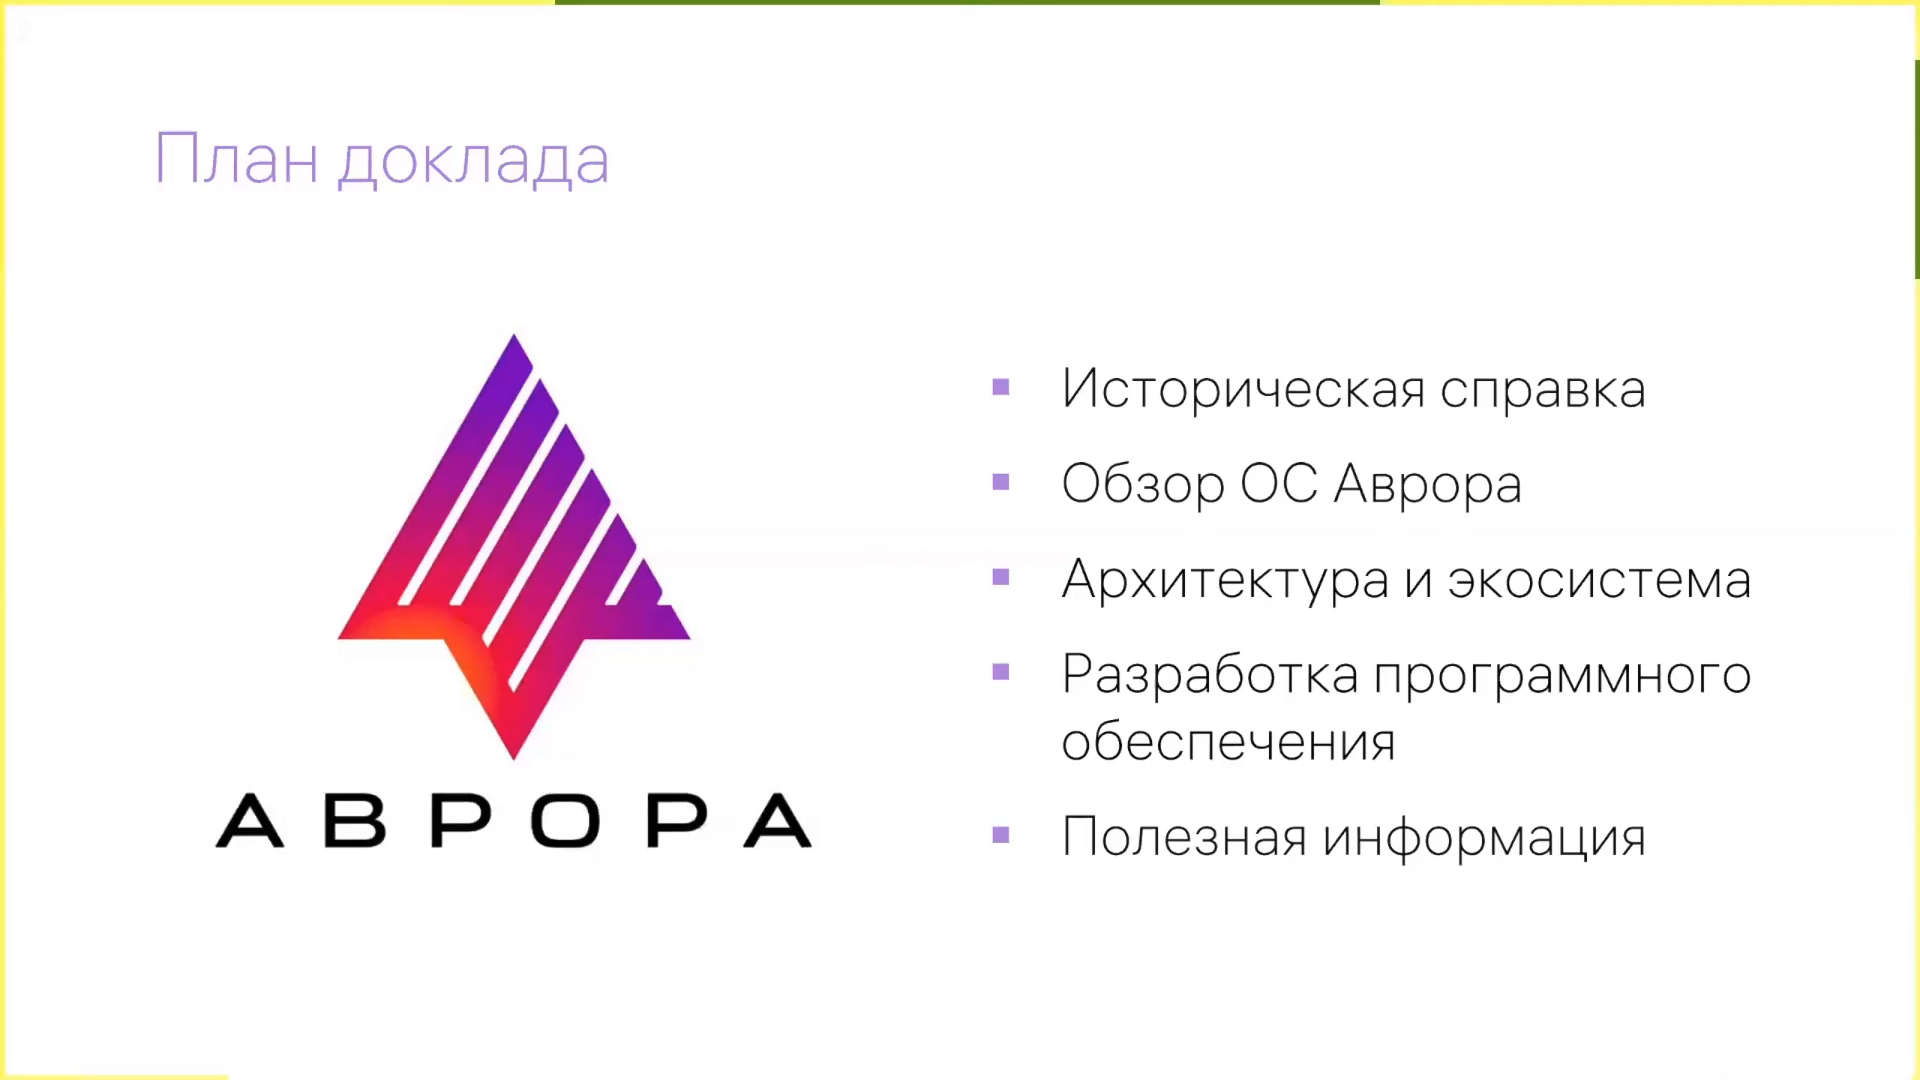 План доклада
АВРОРА
Историческая справка
Обзор ОС Аврора
Архитектура и экосистема
Разработка программного
обеспечения
Полезная информация